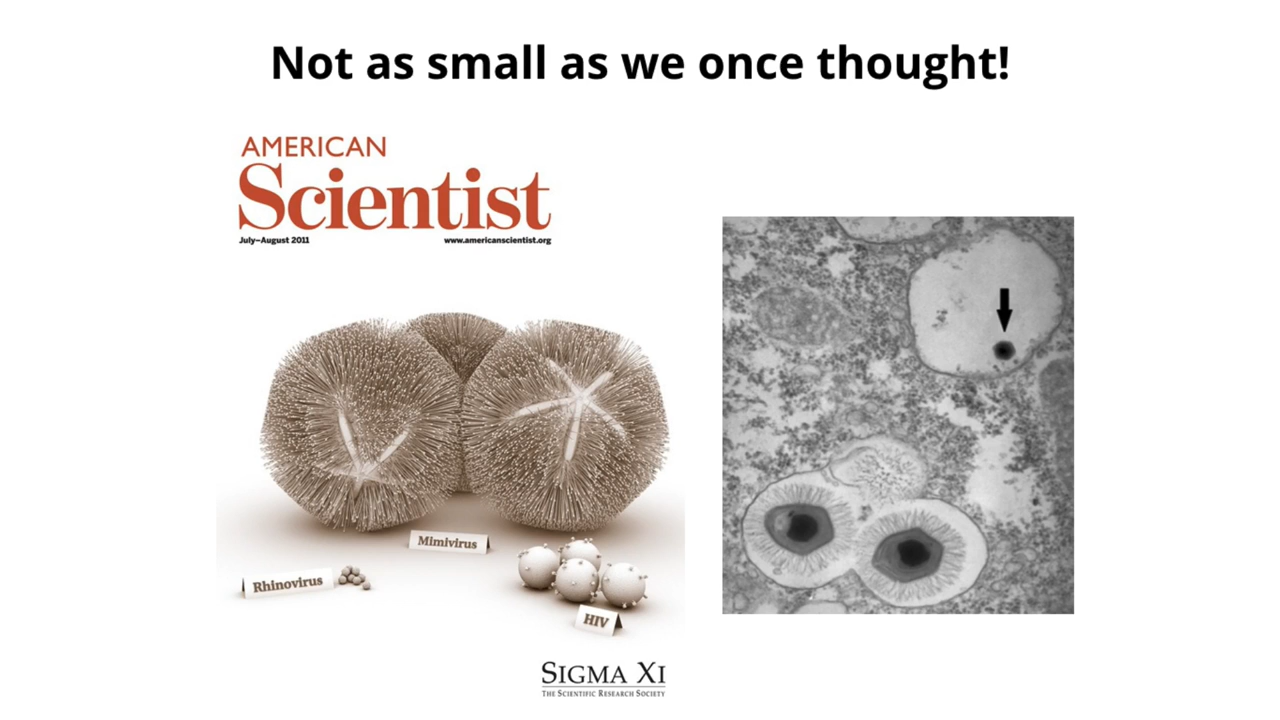 Not as small as we once thought!
AMERICAN
Scientist
July–August 2011 www.americanscientist.org
Mimivirus
Rhinovirus
HIV
SIGMA XI
THE SCIENTIFIC RESEARCH SOCIETY